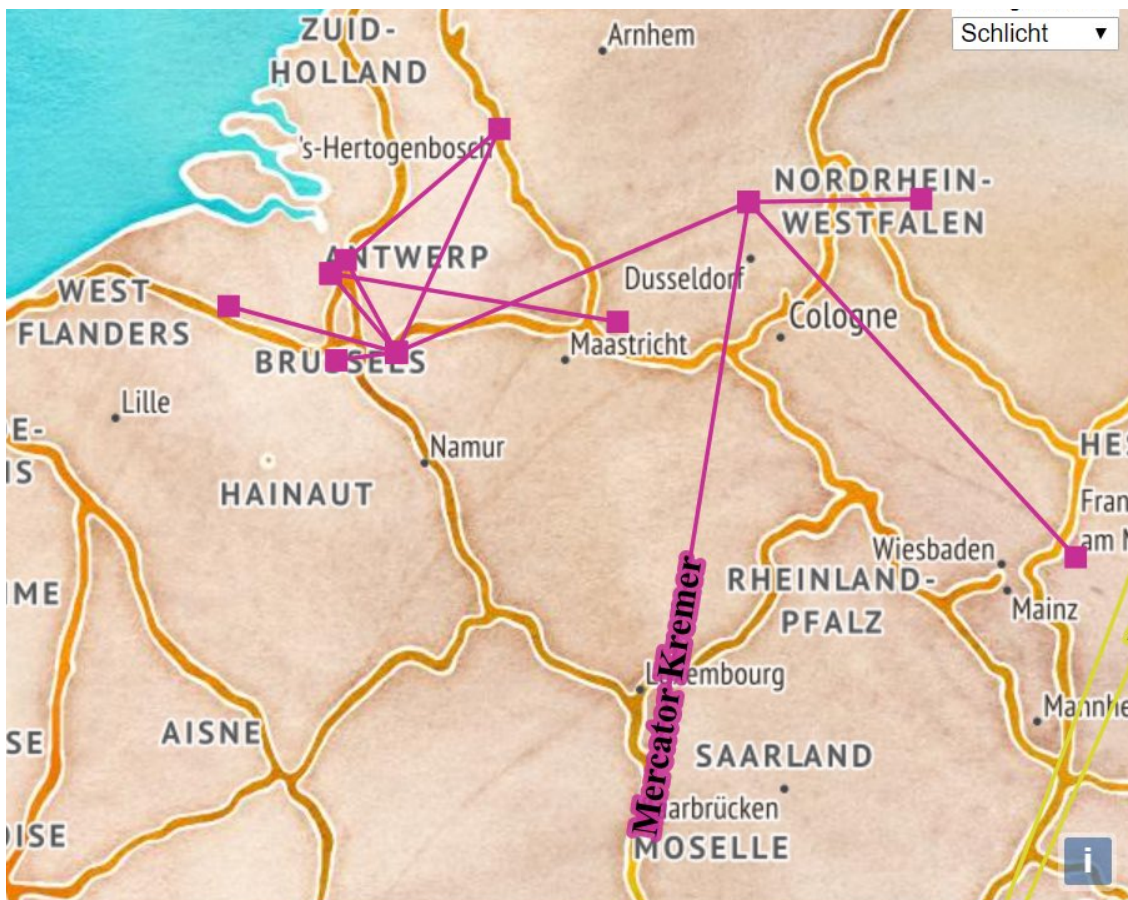 Schlicht
ZUID-
HOLLAND
Arnhem
's-Hertogenbosch
NORDRHEIN-
WESTFALEN
ANTWERP
Dusseldorf
WEST
FLANDERS
Cologne
Maastricht
BRUSSELS
Lille
Namur
HAINAUT
Wiesbaden
RHEINLAND-
PFALZ
Mainz
Mercator Kremer
AISNE
SAARLAND
MOSELLE
i